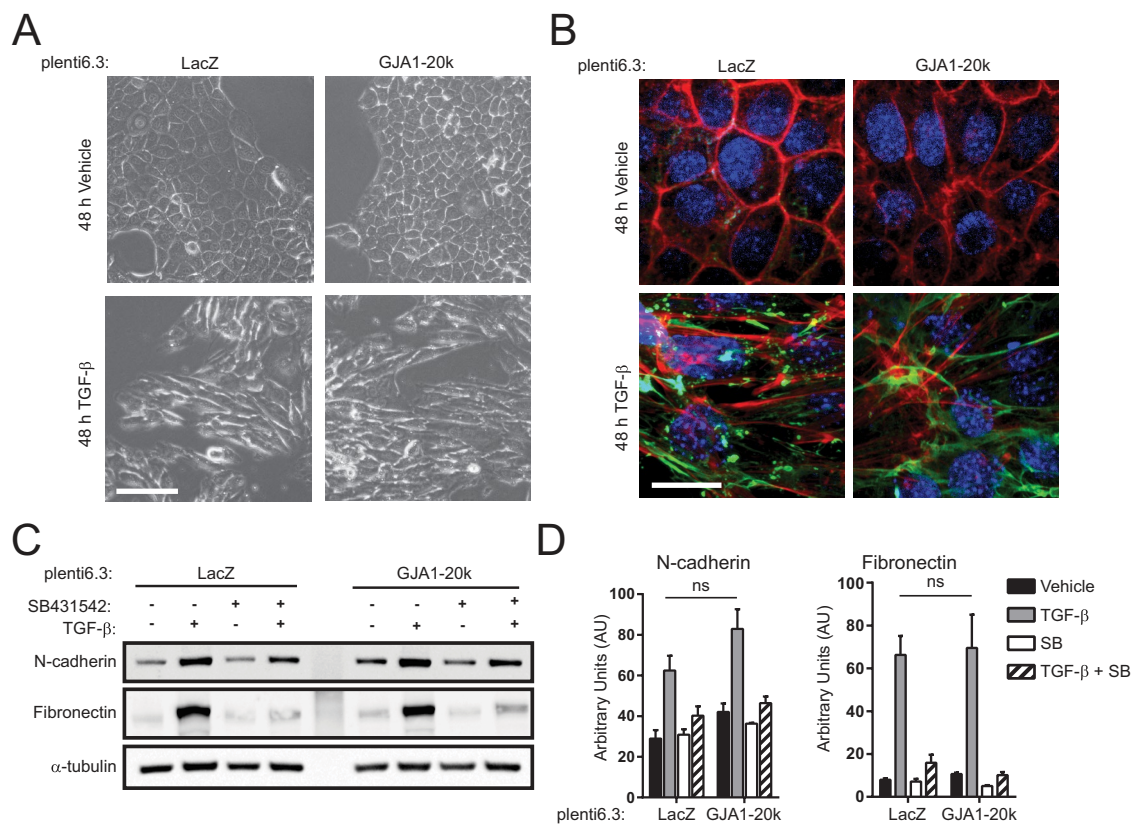 A
plenti6.3: LacZ GJA1-20k
48 h Vehicle
48 h TGF-β
B
plenti6.3: LacZ GJA1-20k
48 h Vehicle
48 h TGF-β
C
plenti6.3: LacZ GJA1-20k
SB431542: - - + + - - + +
TGF-β: - + - + - + - +
N-cadherin
Fibronectin
α-tubulin
D
N-cadherin
ns
Arbitrary Units (AU)
100
80
60
40
20
0
plenti6.3: LacZ GJA1-20k
Fibronectin
ns
Arbitrary Units (AU)
100
80
60
40
20
0
LacZ GJA1-20k
Vehicle
TGF-β
SB
TGF-β + SB